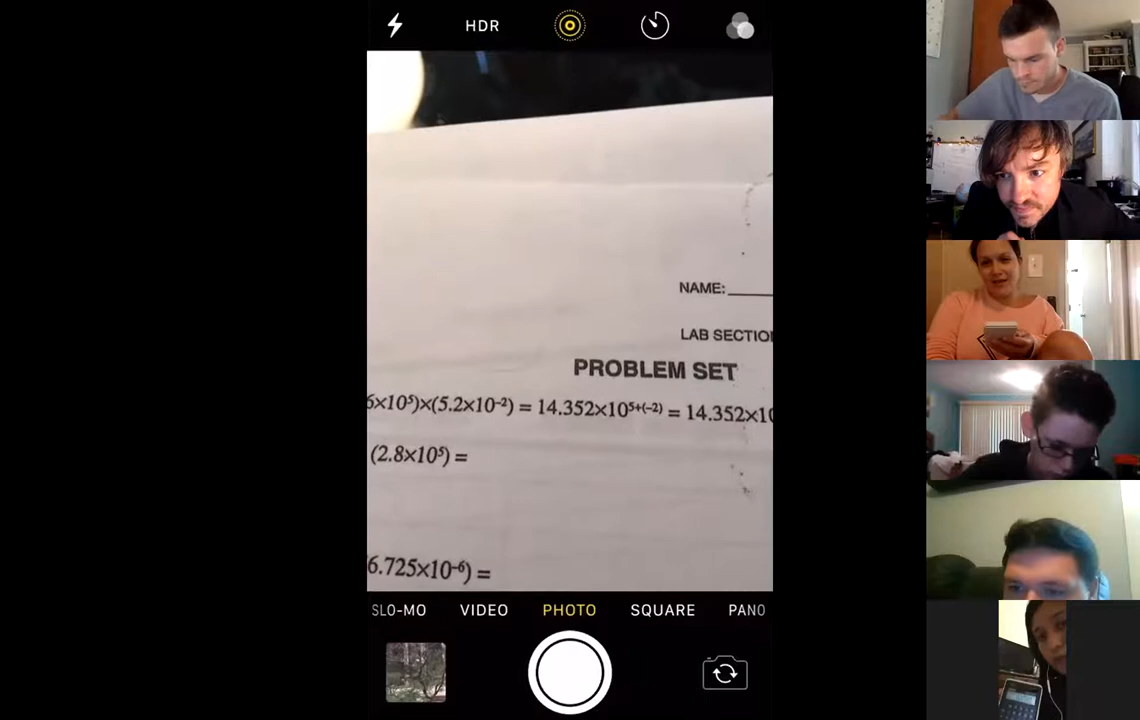 HDR
NAME:
LAB SECTIO
PROBLEM SET
6×10⁵)×(5.2×10⁻²) = 14.352×10⁵⁺⁽⁻²⁾ = 14.352×10
(2.8×10⁵) =
6.725×10⁻⁶) =
SLO-MO VIDEO PHOTO SQUARE PANO